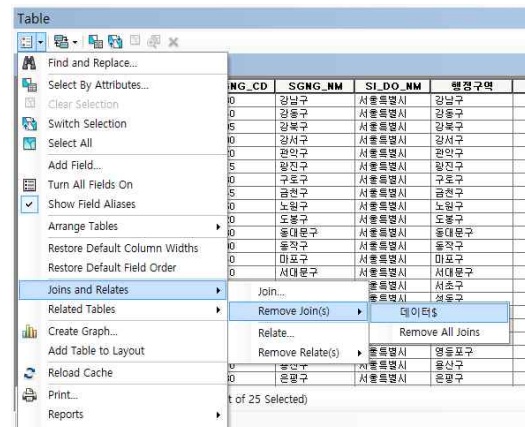 Table
Find and Replace...
Select By Attributes...
Clear Selection
Switch Selection
Select All
Add Field...
Turn All Fields On
Show Field Aliases
Arrange Tables
Restore Default Column Widths
Restore Default Field Order
Joins and Relates
Related Tables
Create Graph...
Add Table to Layout
Reload Cache
Print...
Reports
Join...
Remove Join(s)
Relate...
Remove Relate(s)
데이터$
Remove All Joins
NG_CD SGNG_NM SI_DO_NM 행정구역
강남구 서울특별시 강남구
강동구 서울특별시 강동구
강북구 서울특별시 강북구
강서구 서울특별시 강서구
관악구 서울특별시 관악구
광진구 서울특별시 광진구
구로구 서울특별시 구로구
금천구 서울특별시 금천구
노원구 서울특별시 노원구
도봉구 서울특별시 도봉구
동대문구 서울특별시 동대문구
동작구 서울특별시 동작구
마포구 서울특별시 마포구
서대문구 서울특별시 서대문구
서울특별시 서초구
영등포구
용산구 서울특별시 용산구
은평구 서울특별시 은평구
t of 25 Selected)